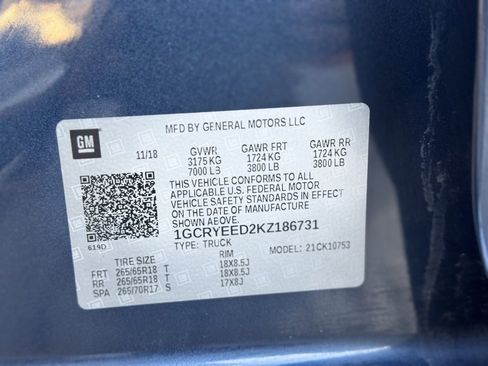 GM
MFD BY GENERAL MOTORS LLC
11/18 GVWR GAWR FRT GAWR RR
3175 KG 1724 KG 1724 KG
7000 LB 3800 LB 3800 LB
THIS VEHICLE CONFORMS TO ALL
APPLICABLE U.S. FEDERAL MOTOR
VEHICLE SAFETY STANDARDS IN EFFECT
ON THE DATE OF MANUFACTURE
619D 1GCRYEED2KZ186731
TYPE: TRUCK MODEL: 21CK10753
TIRE SIZE RIM
FRT 265/65R18 T 18X8.5J
RR 265/65R18 T 18X8.5J
SPA 265/70R17 S 17X8J